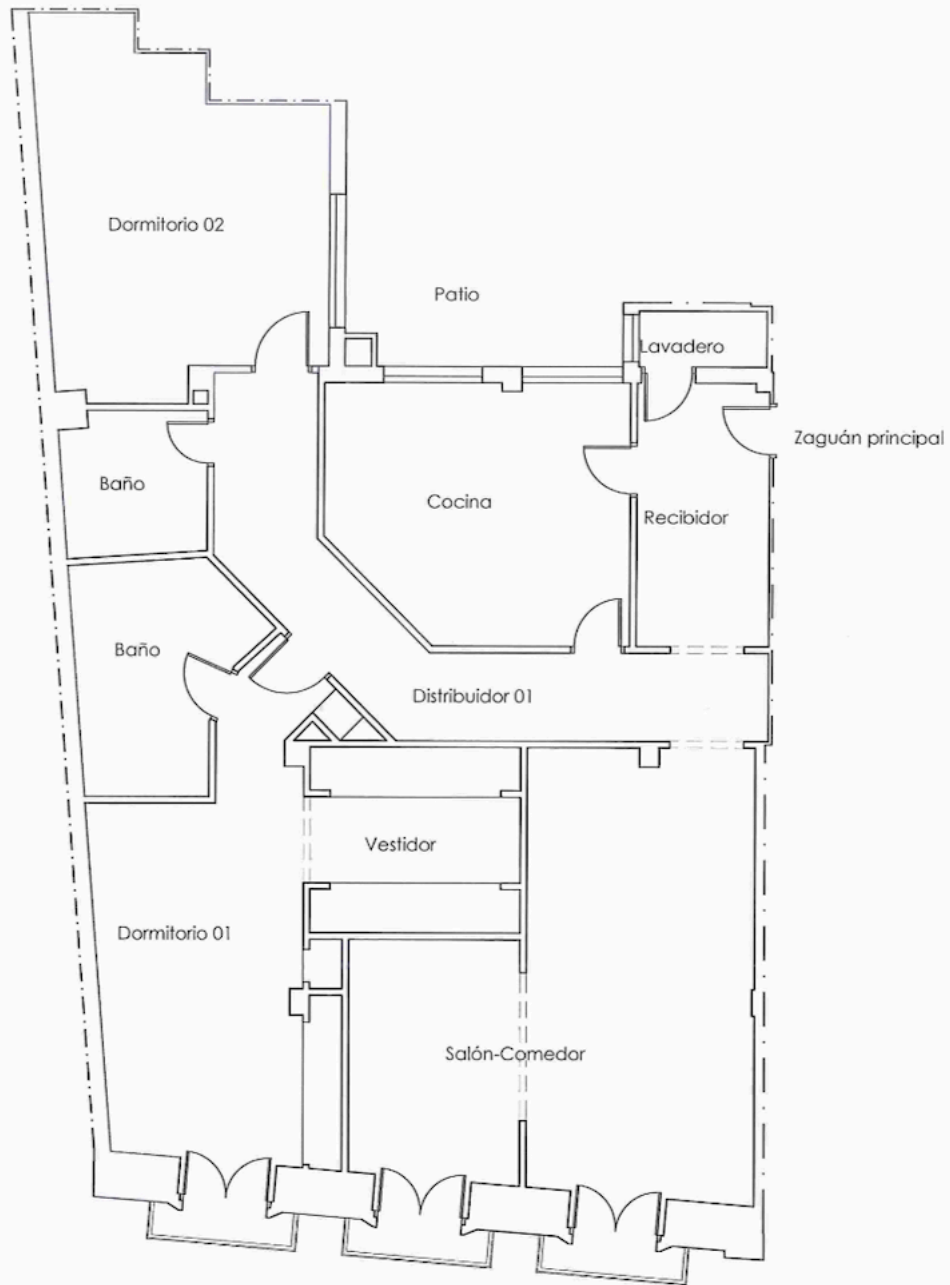 Dormitorio 02
Patio
Lavadero
Zaguán principal
Baño
Cocina
Recibidor
Baño
Distribuidor 01
Vestidor
Dormitorio 01
Salón-Comedor